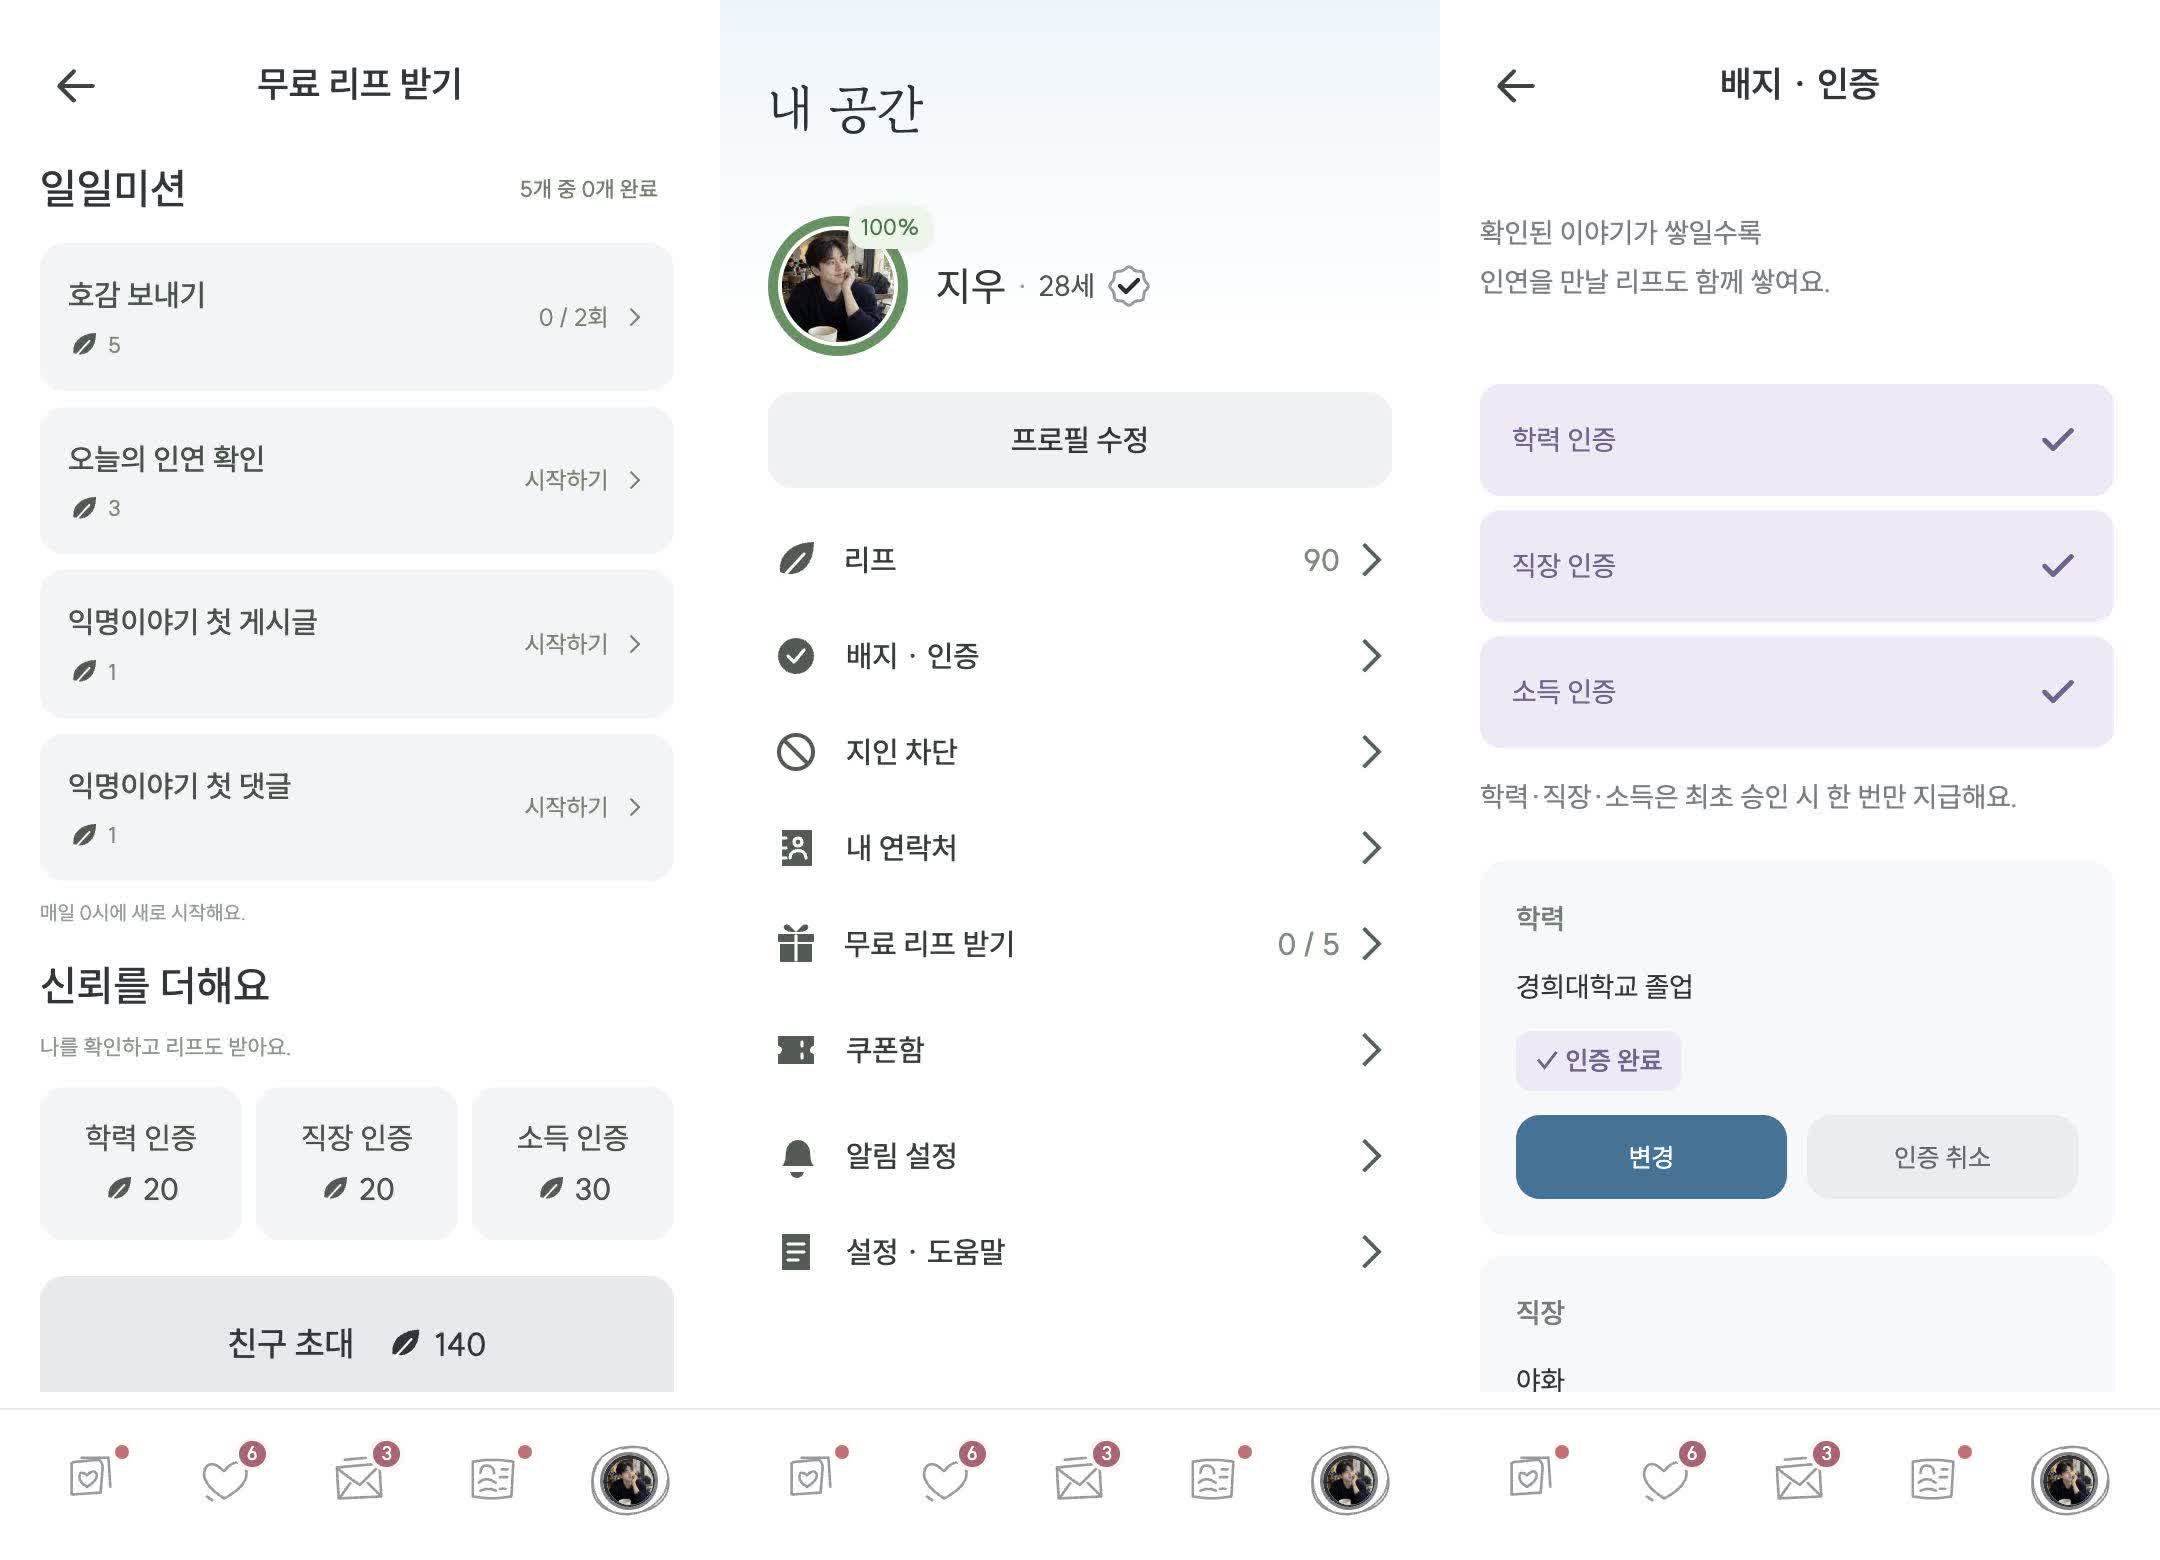 무료 리프 받기
일일미션
5개 중 0개 완료
호감 보내기
5
0 / 2회
오늘의 인연 확인
3
시작하기
익명이야기 첫 게시글
1
시작하기
익명이야기 첫 댓글
1
시작하기
매일 0시에 새로 시작해요.
신뢰를 더해요
나를 확인하고 리프도 받아요.
학력 인증
20
직장 인증
20
소득 인증
30
친구 초대 140
6
3
내 공간
100%
지우 · 28세
프로필 수정
리프 90
배지 · 인증
지인 차단
내 연락처
무료 리프 받기 0 / 5
쿠폰함
알림 설정
설정 · 도움말
6
3
배지 · 인증
확인된 이야기가 쌓일수록
인연을 만날 리프도 함께 쌓여요.
학력 인증
직장 인증
소득 인증
학력·직장·소득은 최초 승인 시 한 번만 지급해요.
학력
경희대학교 졸업
인증 완료
변경
인증 취소
직장
야화
6
3